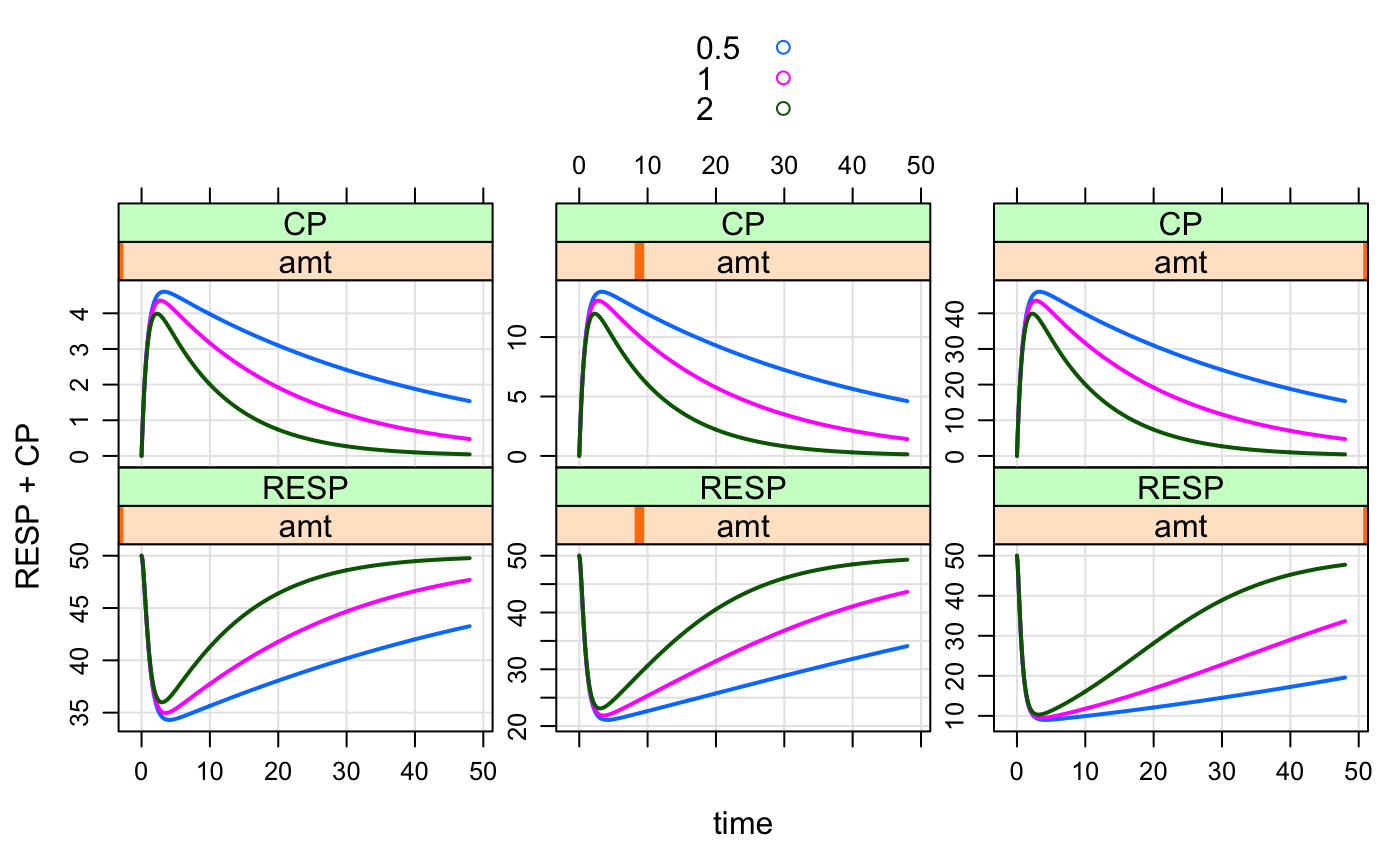 0.5
1
2
0 10 20 30 40 50
CP CP CP
amt amt amt
4 3 2 1 0
10 5 0
40 30 20 10 0
RESP + CP
RESP RESP RESP
amt amt amt
50 45 40 35
50 40 30 20
50 40 30 20 10
0 10 20 30 40 50
0 10 20 30 40 50
time